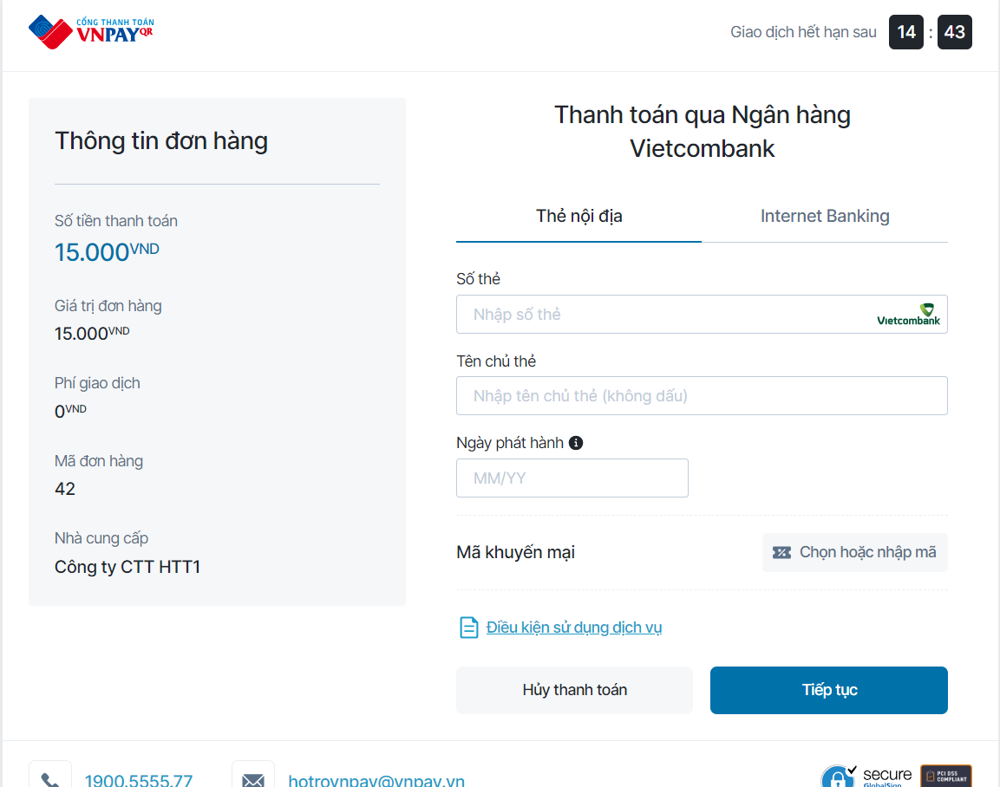 CỔNG THANH TOÁN
VNPAYQR
Giao dịch hết hạn sau 14 : 43
Thông tin đơn hàng
Số tiền thanh toán
15.000VND
Giá trị đơn hàng
15.000VND
Phí giao dịch
0VND
Mã đơn hàng
42
Nhà cung cấp
Công ty CTT HTT1
Thanh toán qua Ngân hàng
Vietcombank
Thẻ nội địa
Internet Banking
Số thẻ
Nhập số thẻ
Vietcombank
Tên chủ thẻ
Nhập tên chủ thẻ (không dấu)
Ngày phát hành
MM/YY
Mã khuyến mại
Chọn hoặc nhập mã
Điều kiện sử dụng dịch vụ
Hủy thanh toán
Tiếp tục
1900.5555.77
hotrovnpay@vnpay.vn
secure
GlobalSign
PCI DSS
COMPLIANT